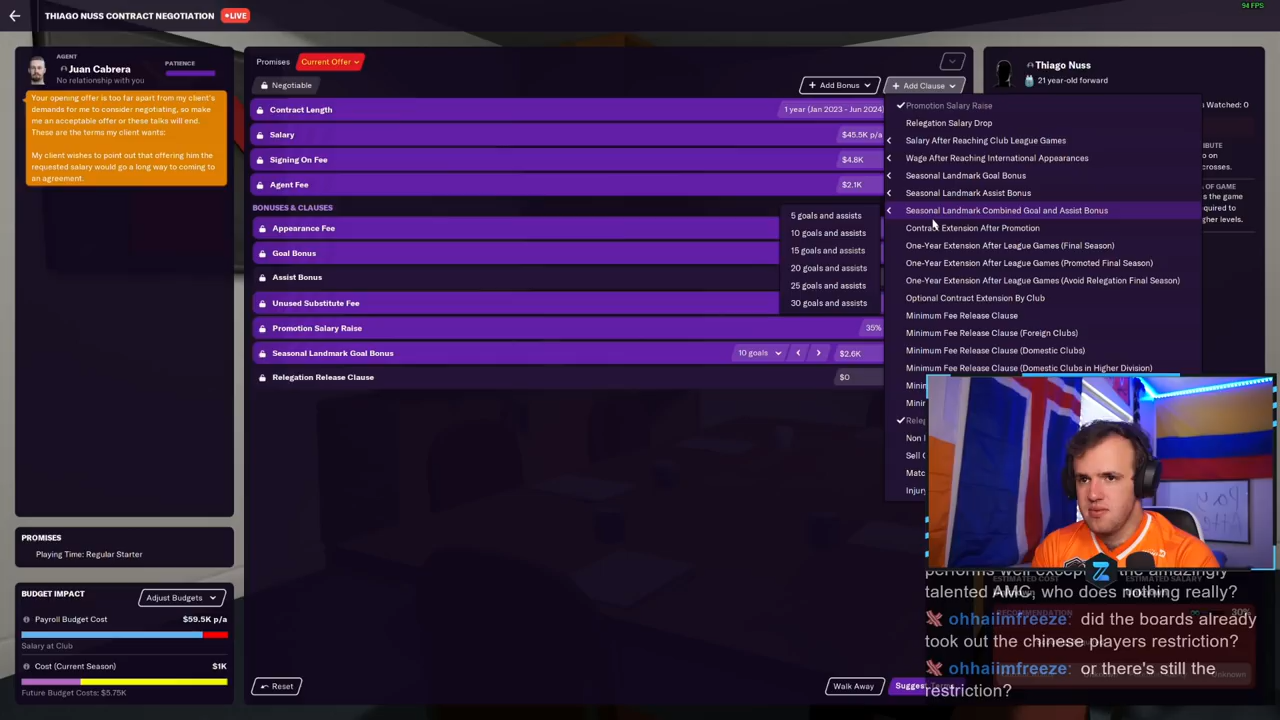 94 FPS
THIAGO NUSS CONTRACT NEGOTIATION
LIVE
AGENT
Juan Cabrera
No relationship with you
PATIENCE
Your opening offer is too far apart from my client's
demands for me to consider negotiating, so make
me an acceptable offer or these talks will end.
These are the terms my client wants:
My client wishes to point out that offering him the
requested salary would go a long way to coming to
an agreement.
PROMISES
Playing Time: Regular Starter
BUDGET IMPACT
Adjust Budgets
Payroll Budget Cost
$59.5K p/a
Salary at Club
Cost (Current Season)
$1K
Future Budget Costs: $5.75K
Promises
Current Offer
Negotiable
+ Add Bonus
+ Add Clause
Contract Length
1 year (Jan 2023 - Jun 2024)
Salary
$45.5K p/a
Signing On Fee
$4.8K
Agent Fee
$2.1K
BONUSES & CLAUSES
Appearance Fee
Goal Bonus
Assist Bonus
Unused Substitute Fee
Promotion Salary Raise
35%
Seasonal Landmark Goal Bonus
10 goals
$2.6K
Relegation Release Clause
$0
5 goals and assists
10 goals and assists
15 goals and assists
20 goals and assists
25 goals and assists
30 goals and assists
Reset
Walk Away
Thiago Nuss
21 year-old forward
Watched: 0
crosses.
Promotion Salary Raise
Relegation Salary Drop
Salary After Reaching Club League Games
Wage After Reaching International Appearances
Seasonal Landmark Goal Bonus
Seasonal Landmark Assist Bonus
Seasonal Landmark Combined Goal and Assist Bonus
Contract Extension After Promotion
One-Year Extension After League Games (Final Season)
One-Year Extension After League Games (Promoted Final Season)
One-Year Extension After League Games (Avoid Relegation Final Season)
Optional Contract Extension By Club
Minimum Fee Release Clause
Minimum Fee Release Clause (Foreign Clubs)
Minimum Fee Release Clause (Domestic Clubs)
Minimum Fee Release Clause (Domestic Clubs in Higher Division)
talented AMC, who does nothing really?
ohhaiimfreeze: did the boards already
took out the chinese players restriction?
ohhaiimfreeze: or there's still the
restriction?
30%